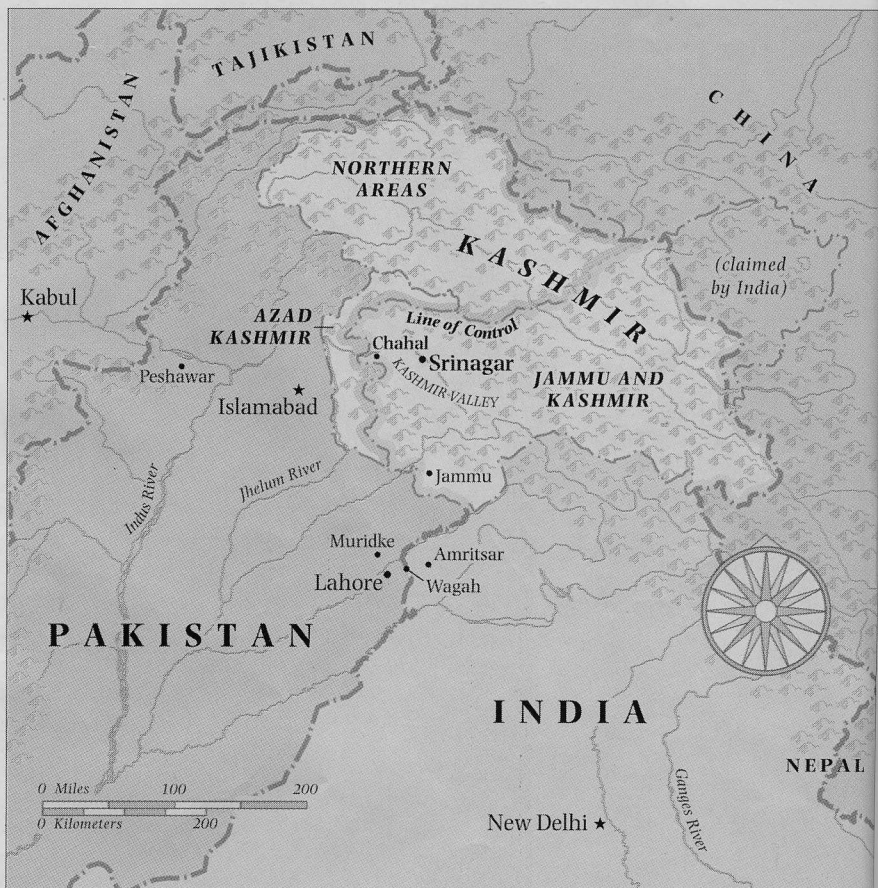 TAJIKISTAN
AFGHANISTAN
CHINA
NORTHERN
AREAS
KASHMIR
(claimed
by India)
Kabul
AZAD
KASHMIR
Line of Control
Chahal
Srinagar
KASHMIR VALLEY
JAMMU AND
KASHMIR
Peshawar
Islamabad
Jammu
Indus River
Jhelum River
Muridke
Amritsar
Lahore
Wagah
PAKISTAN
INDIA
NEPAL
Ganges River
New Delhi
0 Miles 100 200
0 Kilometers 200